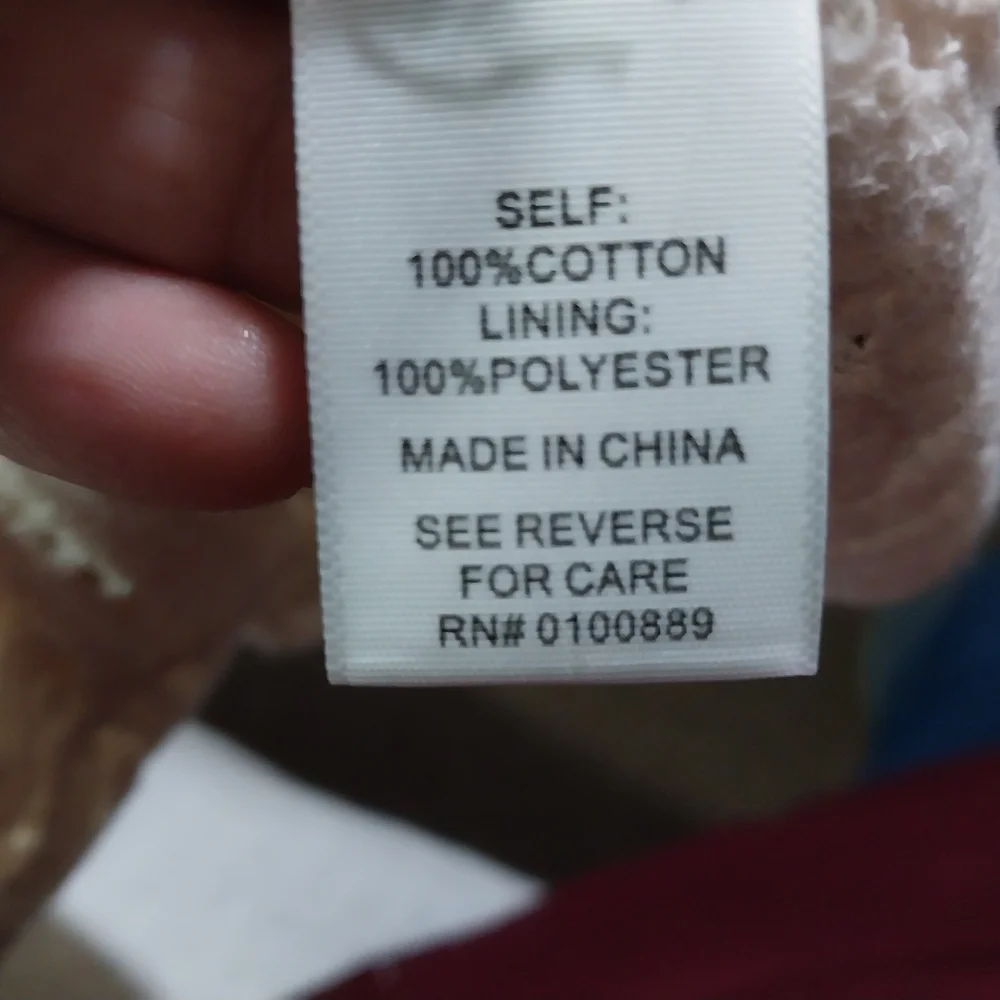 SELF:
100%COTTON
LINING:
100%POLYESTER
MADE IN CHINA
SEE REVERSE
FOR CARE
RN# 0100889